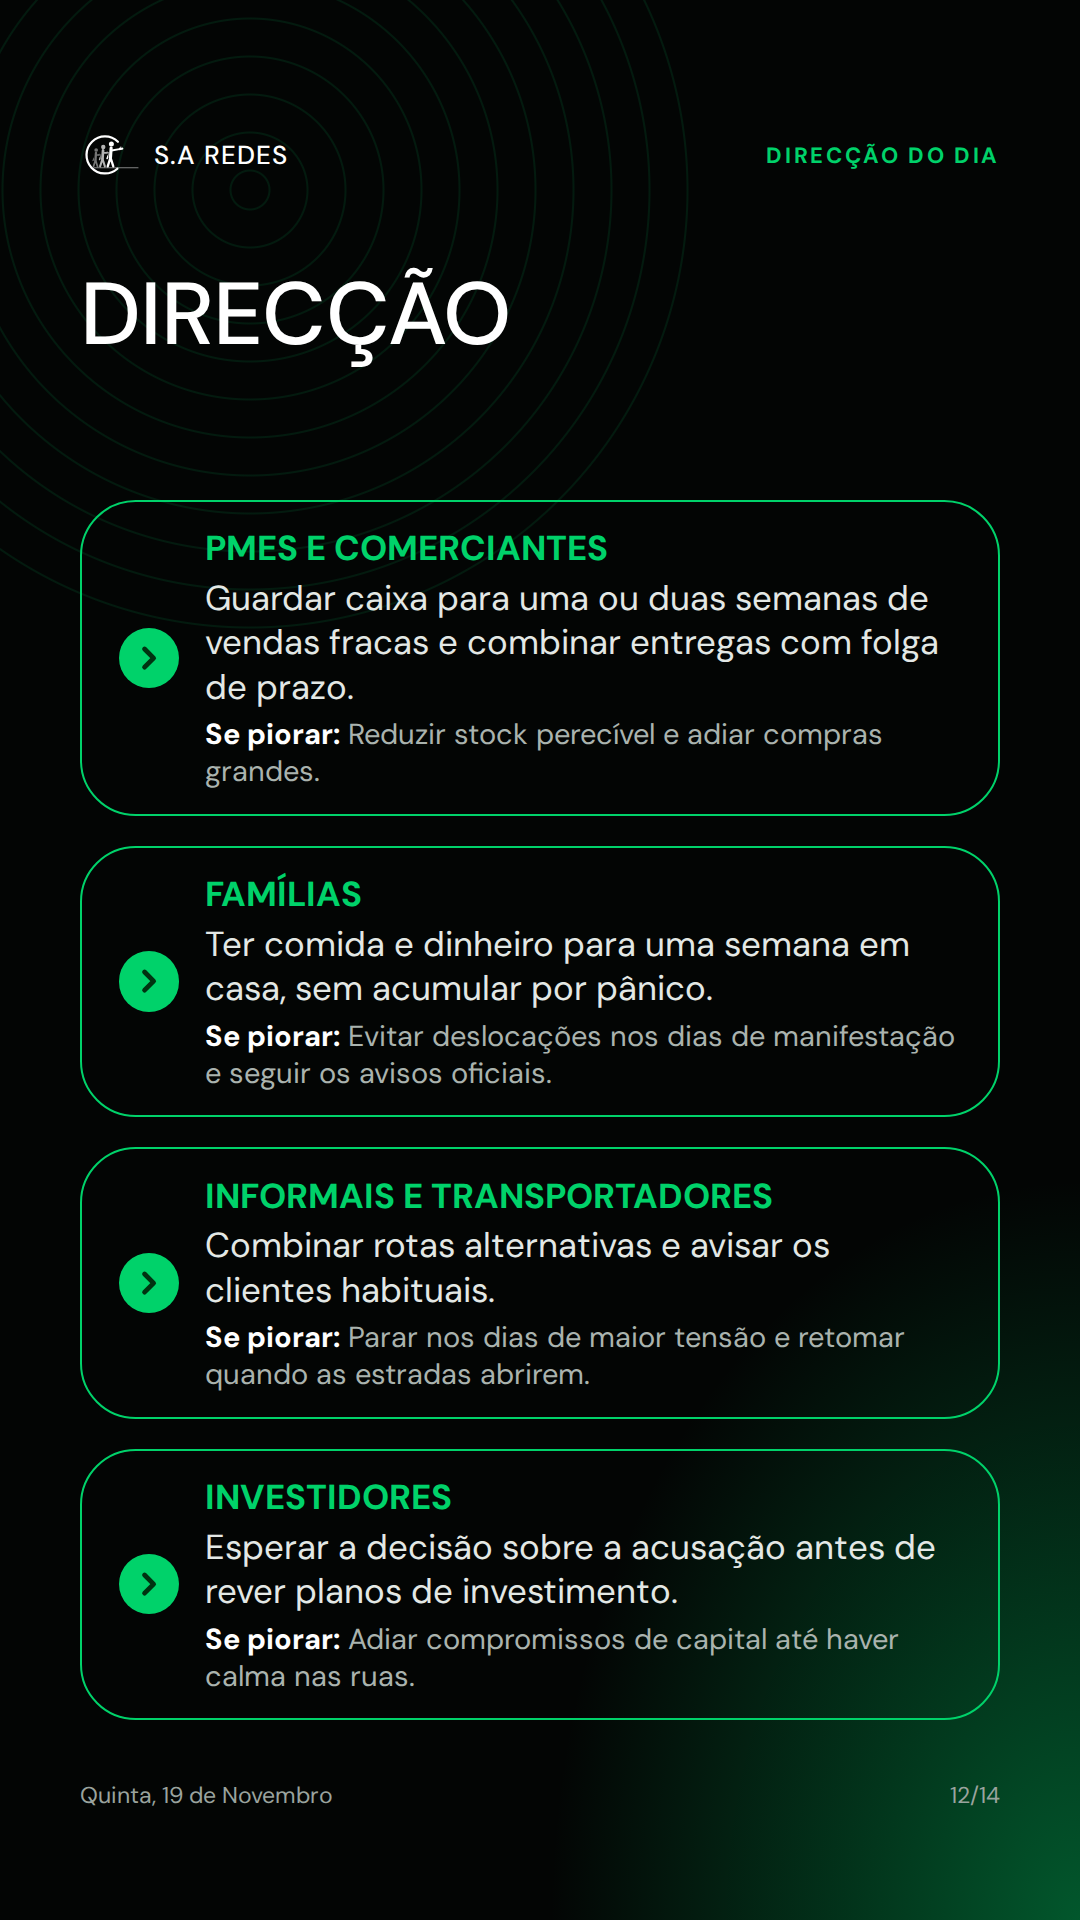 S.A REDES
DIRECÇÃO DO DIA
DIRECÇÃO
PMES E COMERCIANTES
Guardar caixa para uma ou duas semanas de
vendas fracas e combinar entregas com folga
de prazo.
Se piorar: Reduzir stock perecível e adiar compras
grandes.
FAMÍLIAS
Ter comida e dinheiro para uma semana em
casa, sem acumular por pânico.
Se piorar: Evitar deslocações nos dias de manifestação
e seguir os avisos oficiais.
INFORMAIS E TRANSPORTADORES
Combinar rotas alternativas e avisar os
clientes habituais.
Se piorar: Parar nos dias de maior tensão e retomar
quando as estradas abrirem.
INVESTIDORES
Esperar a decisão sobre a acusação antes de
rever planos de investimento.
Se piorar: Adiar compromissos de capital até haver
calma nas ruas.
Quinta, 19 de Novembro
12/14